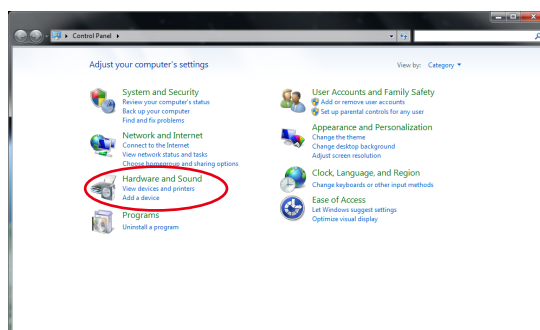 Control Panel
Adjust your computer's settings
View by: Category
System and Security
Review your computer's status
Back up your computer
Find and fix problems
Network and Internet
Connect to the Internet
View network status and tasks
Choose homegroup and sharing options
Hardware and Sound
View devices and printers
Add a device
Programs
Uninstall a program
User Accounts and Family Safety
Add or remove user accounts
Set up parental controls for any user
Appearance and Personalization
Change the theme
Change desktop background
Adjust screen resolution
Clock, Language, and Region
Change keyboards or other input methods
Ease of Access
Let Windows suggest settings
Optimize visual display